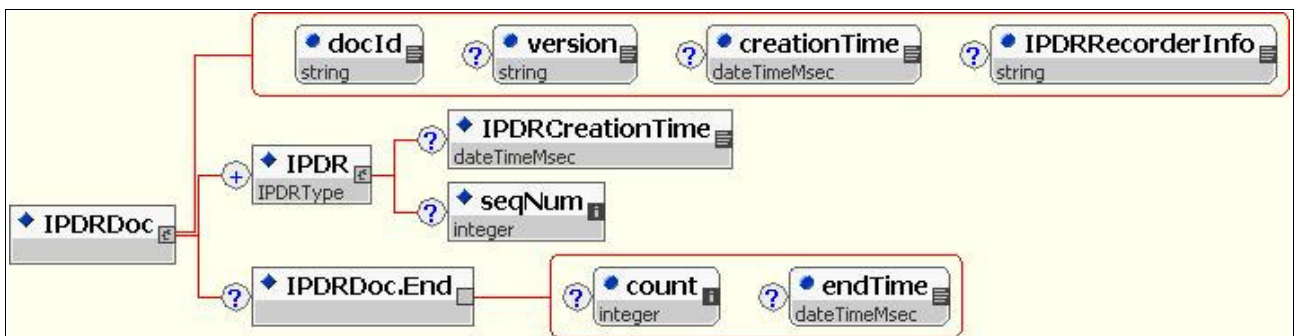 docId
string
? version
string
? creationTime
dateTimeMsec
? IPDRRecorderInfo
string
? IPDRCreationTime
dateTimeMsec
+ IPDR
IPDRType
? seqNum
integer
IPDRDoc
? IPDRDoc.End
? count
integer
? endTime
dateTimeMsec